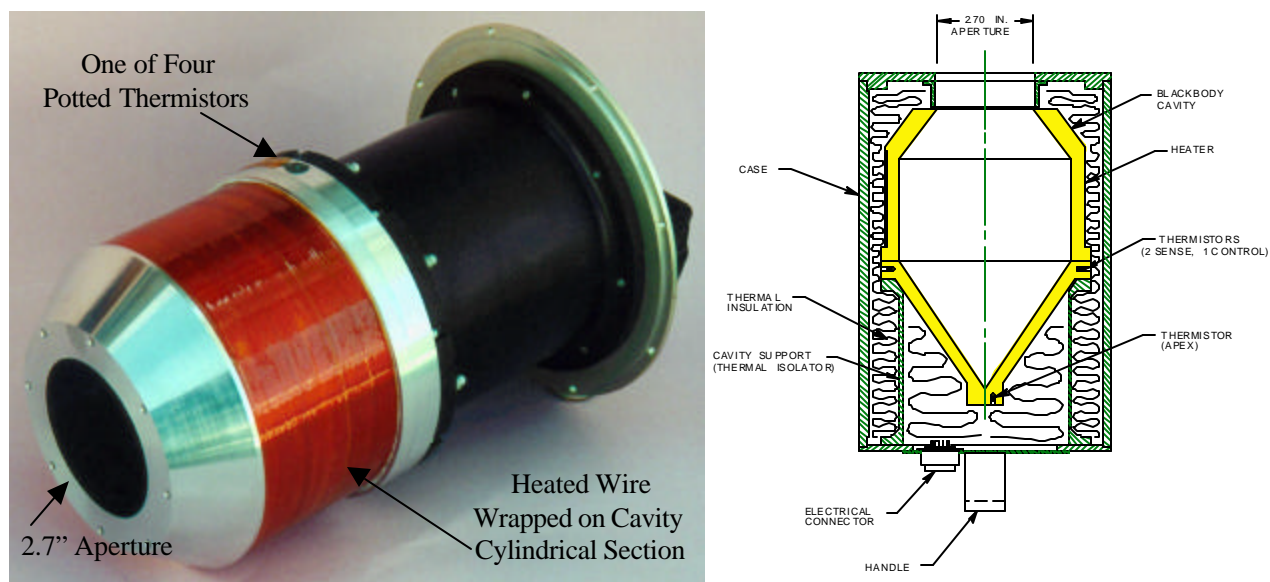 One of Four
Potted Thermistors
2.7” Aperture
Heated Wire
Wrapped on Cavity
Cylindrical Section
2.70 IN.
APERTURE
BLACKBODY
CAVITY
HEATER
CASE
THERMISTORS
(2 SENSE, 1 CONTROL)
THERMAL
INSULATION
THERMISTOR
(APEX)
CAVITY SUPPORT
(THERMAL ISOLATOR)
ELECTRICAL
CONNECTOR
HANDLE